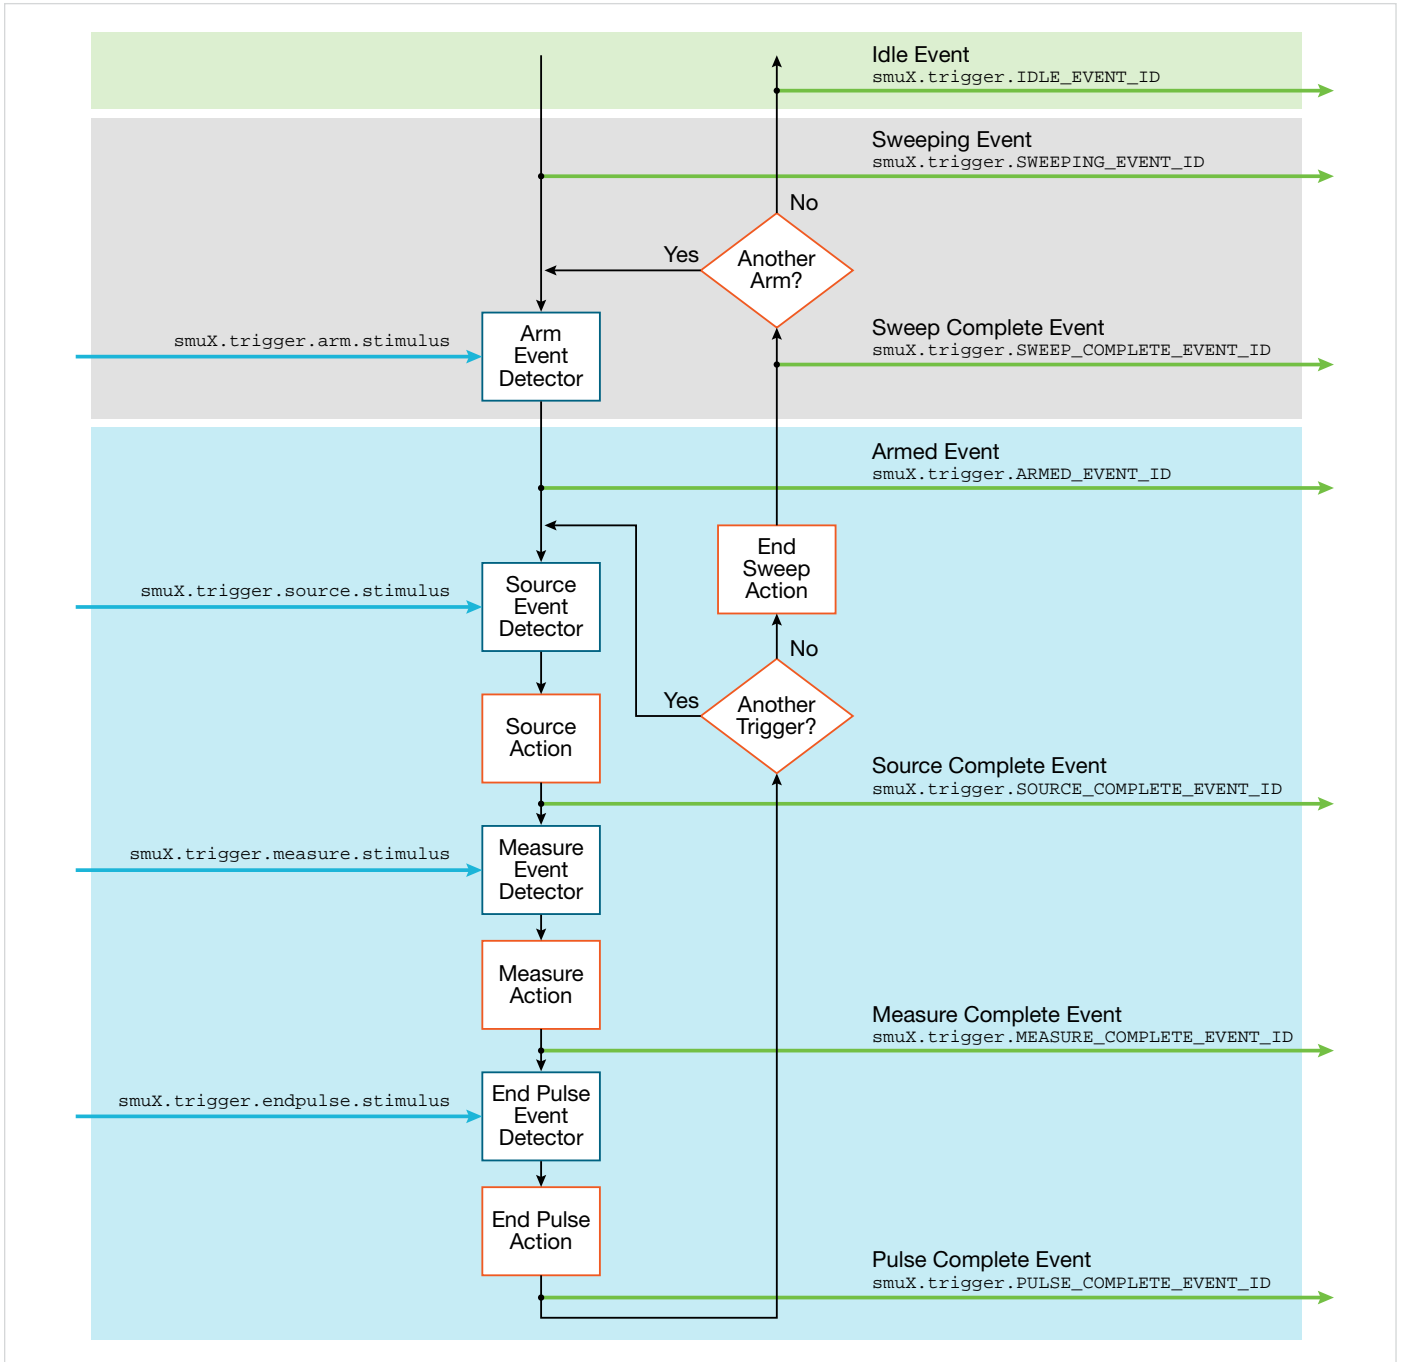 Idle Event
smuX.trigger.IDLE_EVENT_ID
Sweeping Event
smuX.trigger.SWEEPING_EVENT_ID
No
Yes
Another
Arm?
Sweep Complete Event
smuX.trigger.SWEEP_COMPLETE_EVENT_ID
smuX.trigger.arm.stimulus
Arm
Event
Detector
Armed Event
smuX.trigger.ARMED_EVENT_ID
End
Sweep
Action
smuX.trigger.source.stimulus
Source
Event
Detector
No
Yes
Another
Trigger?
Source
Action
Source Complete Event
smuX.trigger.SOURCE_COMPLETE_EVENT_ID
smuX.trigger.measure.stimulus
Measure
Event
Detector
Measure
Action
Measure Complete Event
smuX.trigger.MEASURE_COMPLETE_EVENT_ID
smuX.trigger.endpulse.stimulus
End Pulse
Event
Detector
End Pulse
Action
Pulse Complete Event
smuX.trigger.PULSE_COMPLETE_EVENT_ID